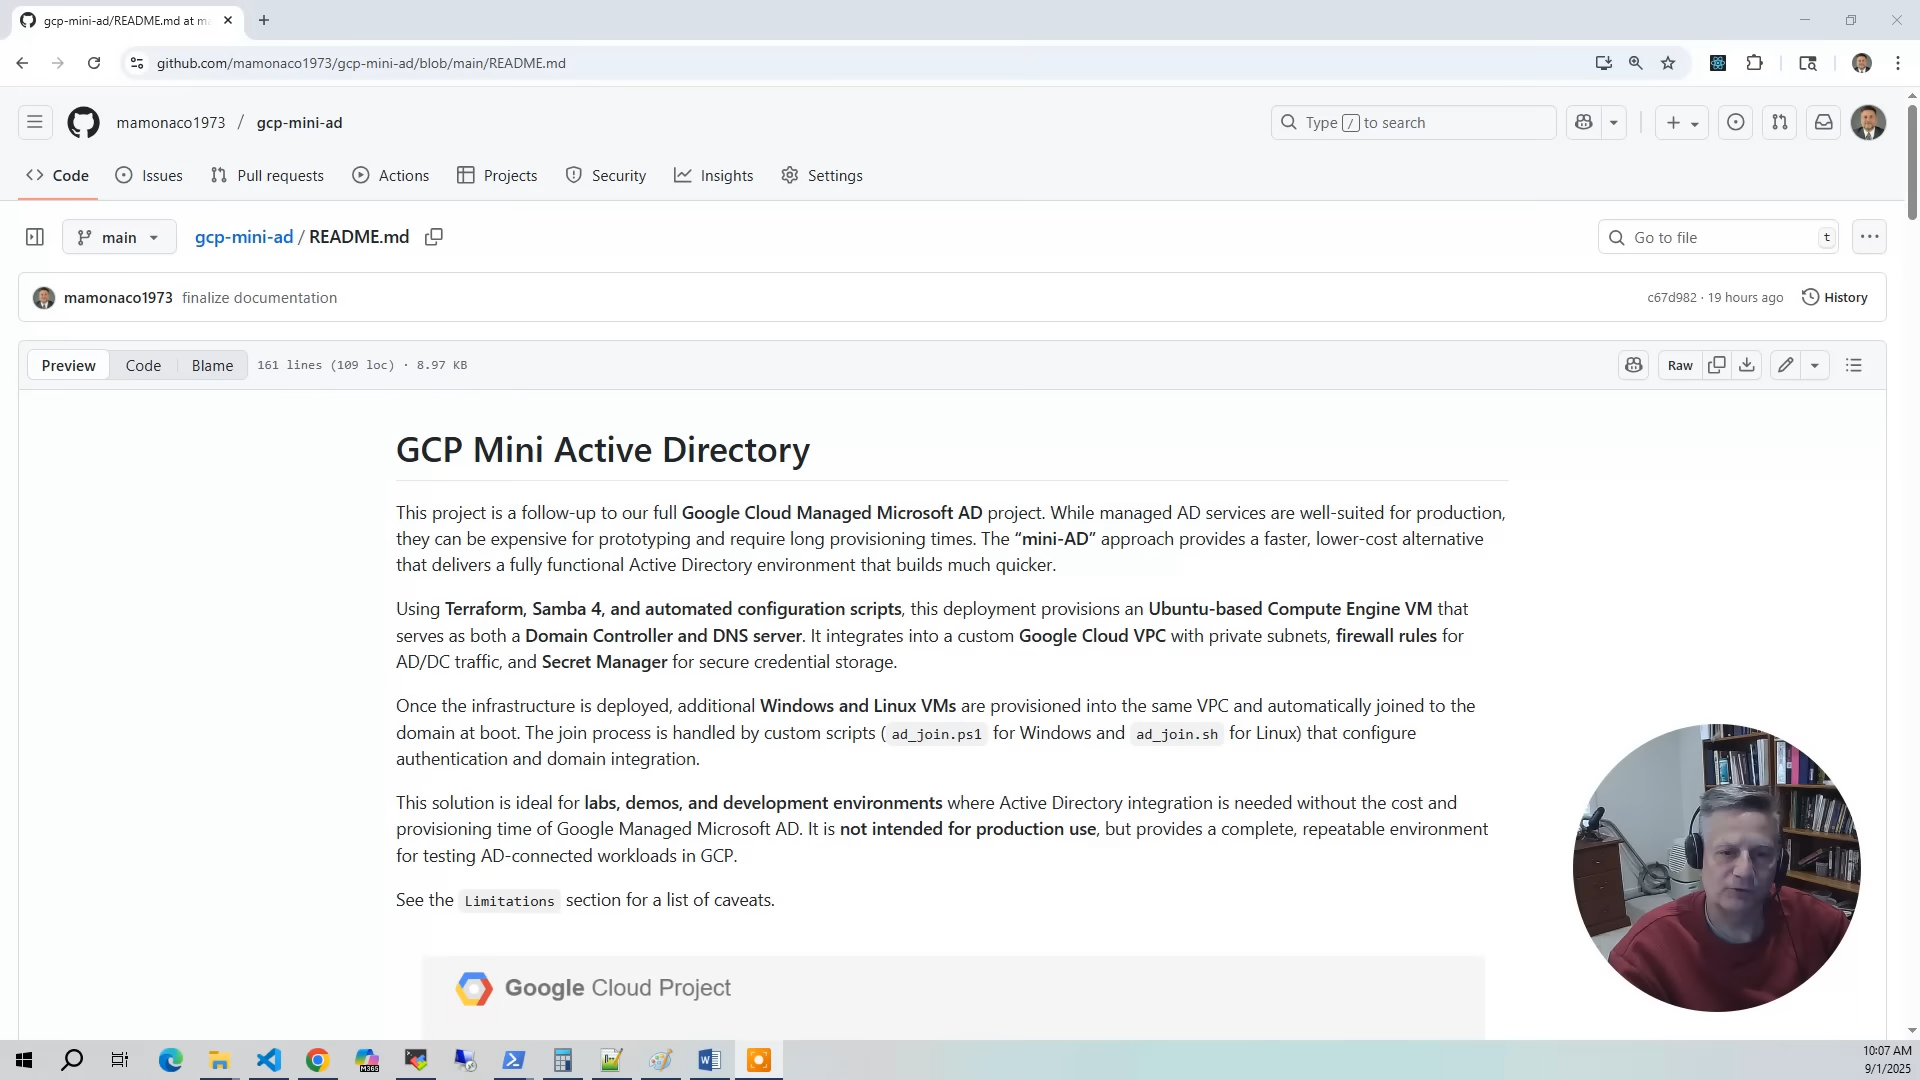 gcp-mini-ad/README.md at m
github.com/mamonaco1973/gcp-mini-ad/blob/main/README.md
mamonaco1973 / gcp-mini-ad
Type / to search
Code
Issues
Pull requests
Actions
Projects
Security
Insights
Settings
main
gcp-mini-ad / README.md
Go to file
t
mamonaco1973 finalize documentation
c67d982 · 19 hours ago
History
Preview
Code
Blame
161 lines (109 loc) · 8.97 KB
Raw
GCP Mini Active Directory
This project is a follow-up to our full Google Cloud Managed Microsoft AD project. While managed AD services are well-suited for production,
they can be expensive for prototyping and require long provisioning times. The “mini-AD” approach provides a faster, lower-cost alternative
that delivers a fully functional Active Directory environment that builds much quicker.
Using Terraform, Samba 4, and automated configuration scripts, this deployment provisions an Ubuntu-based Compute Engine VM that
serves as both a Domain Controller and DNS server. It integrates into a custom Google Cloud VPC with private subnets, firewall rules for
AD/DC traffic, and Secret Manager for secure credential storage.
Once the infrastructure is deployed, additional Windows and Linux VMs are provisioned into the same VPC and automatically joined to the
domain at boot. The join process is handled by custom scripts (ad_join.ps1 for Windows and ad_join.sh for Linux) that configure
authentication and domain integration.
This solution is ideal for labs, demos, and development environments where Active Directory integration is needed without the cost and
provisioning time of Google Managed Microsoft AD. It is not intended for production use, but provides a complete, repeatable environment
for testing AD-connected workloads in GCP.
See the Limitations section for a list of caveats.
Google Cloud Project
M365
10:07 AM
9/1/2025